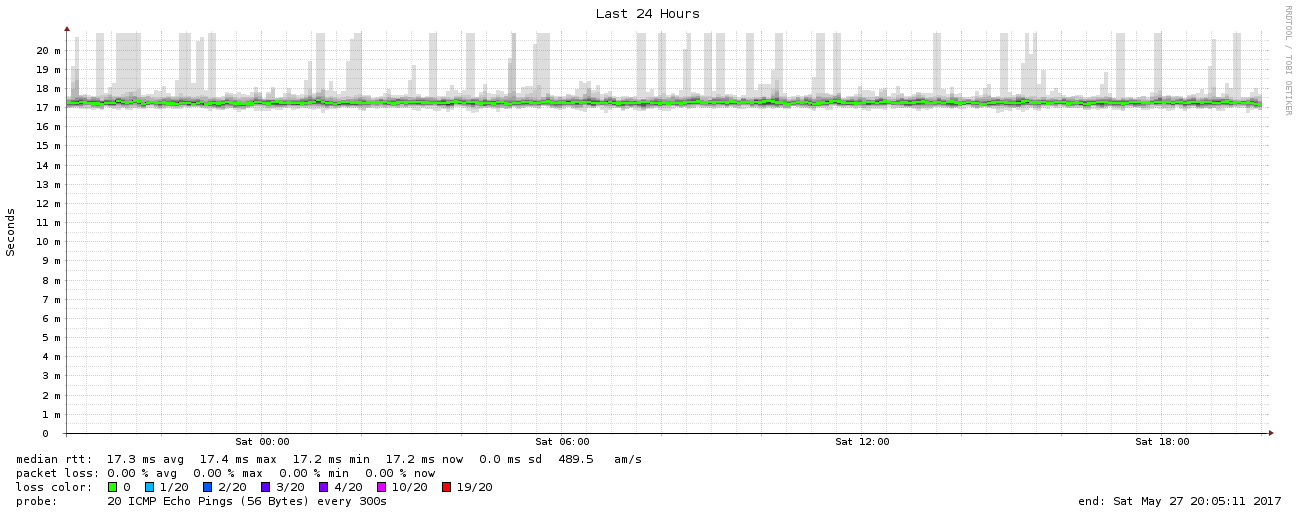 Last 24 Hours
RRDTOOL / TOBI OETIKER
Seconds
20 m
19 m
18 m
17 m
16 m
15 m
14 m
13 m
12 m
11 m
10 m
9 m
8 m
7 m
6 m
5 m
4 m
3 m
2 m
1 m
0
Sat 00:00 Sat 06:00 Sat 12:00 Sat 18:00
median rtt: 17.3 ms avg 17.4 ms max 17.2 ms min 17.2 ms now 0.0 ms sd 489.5 am/s
packet loss: 0.00 % avg 0.00 % max 0.00 % min 0.00 % now
loss color: 0 1/20 2/20 3/20 4/20 10/20 19/20
probe: 20 ICMP Echo Pings (56 Bytes) every 300s end: Sat May 27 20:05:11 2017